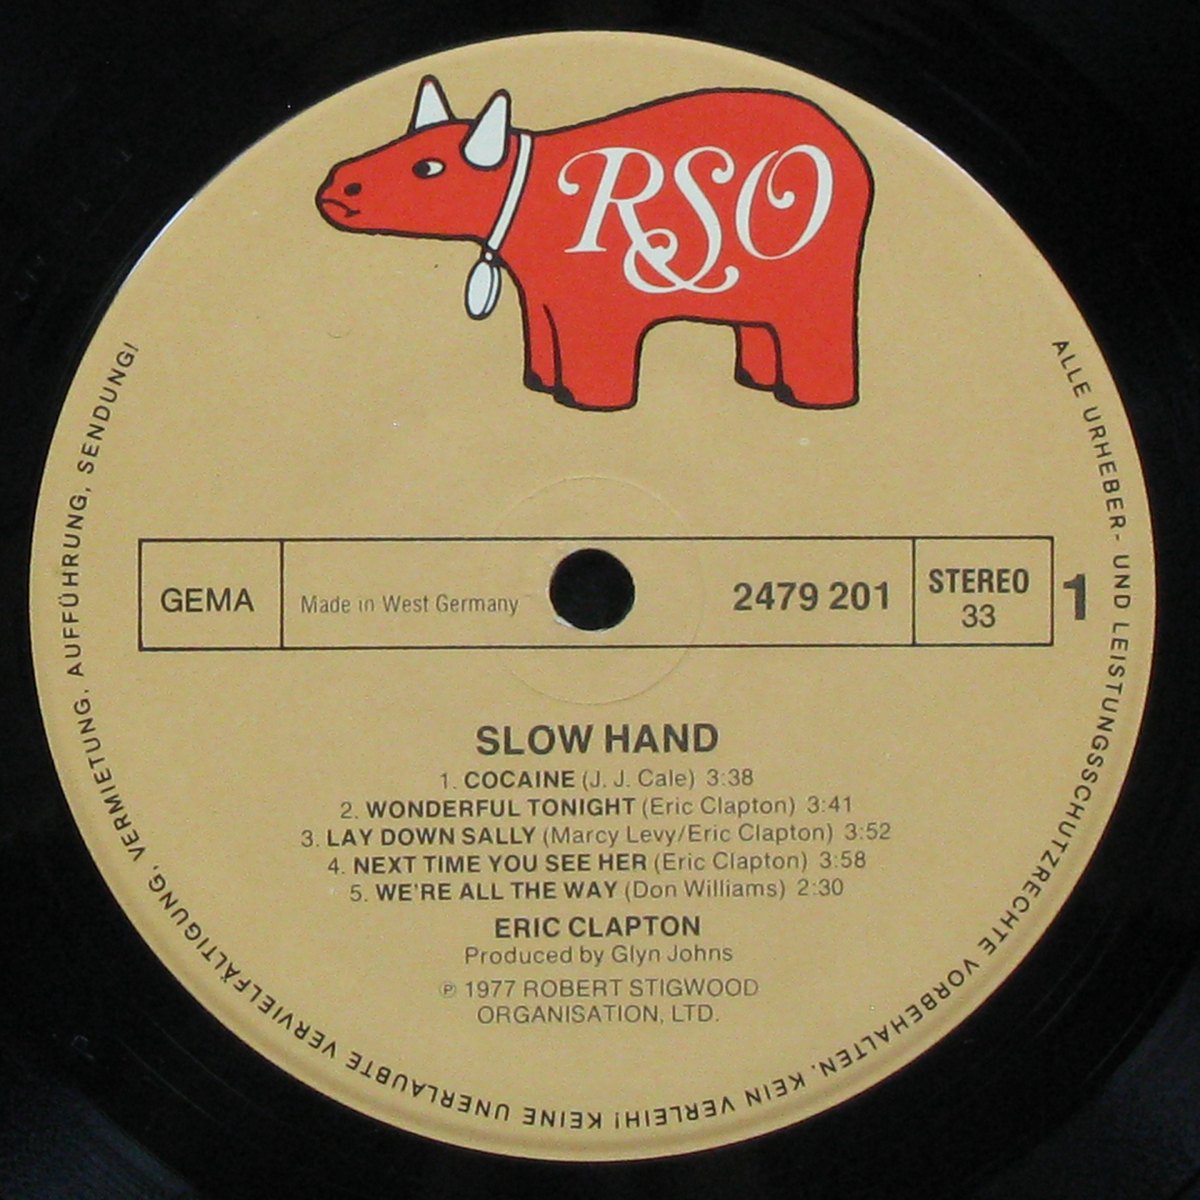 RSO
GEMA
Made in West Germany
2479 201
STEREO
33
1
SLOW HAND
1. COCAINE (J. J. Cale) 3:38
2. WONDERFUL TONIGHT (Eric Clapton) 3:41
3. LAY DOWN SALLY (Marcy Levy/Eric Clapton) 3:52
4. NEXT TIME YOU SEE HER (Eric Clapton) 3:58
5. WE'RE ALL THE WAY (Don Williams) 2:30
ERIC CLAPTON
Produced by Glyn Johns
℗ 1977 ROBERT STIGWOOD
ORGANISATION, LTD.
ALLE URHEBER- UND LEISTUNGSSCHUTZRECHTE VORBEHALTEN. KEIN VERLEIH! KEINE UNERLAUBTE VERVIELFÄLTIGUNG, VERMIETUNG, AUFFÜHRUNG, SENDUNG!